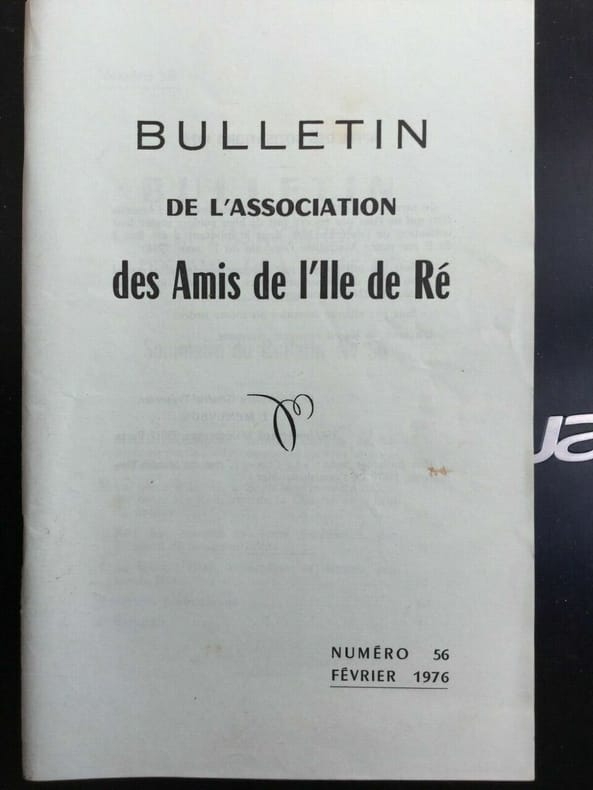 BULLETIN
DE L'ASSOCIATION
des Amis de l'Ile de Ré
NUMÉRO 56
FÉVRIER 1976